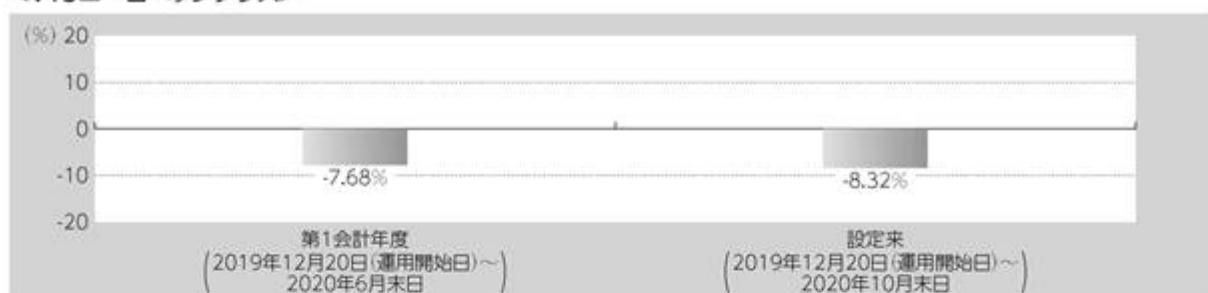 (%) 20
10
0
-10
-20
-7.68%
-8.32%
第1会計年度
(2019年12月20日(運用開始日)～
2020年6月末日)
設定来
(2019年12月20日(運用開始日)～
2020年10月末日)